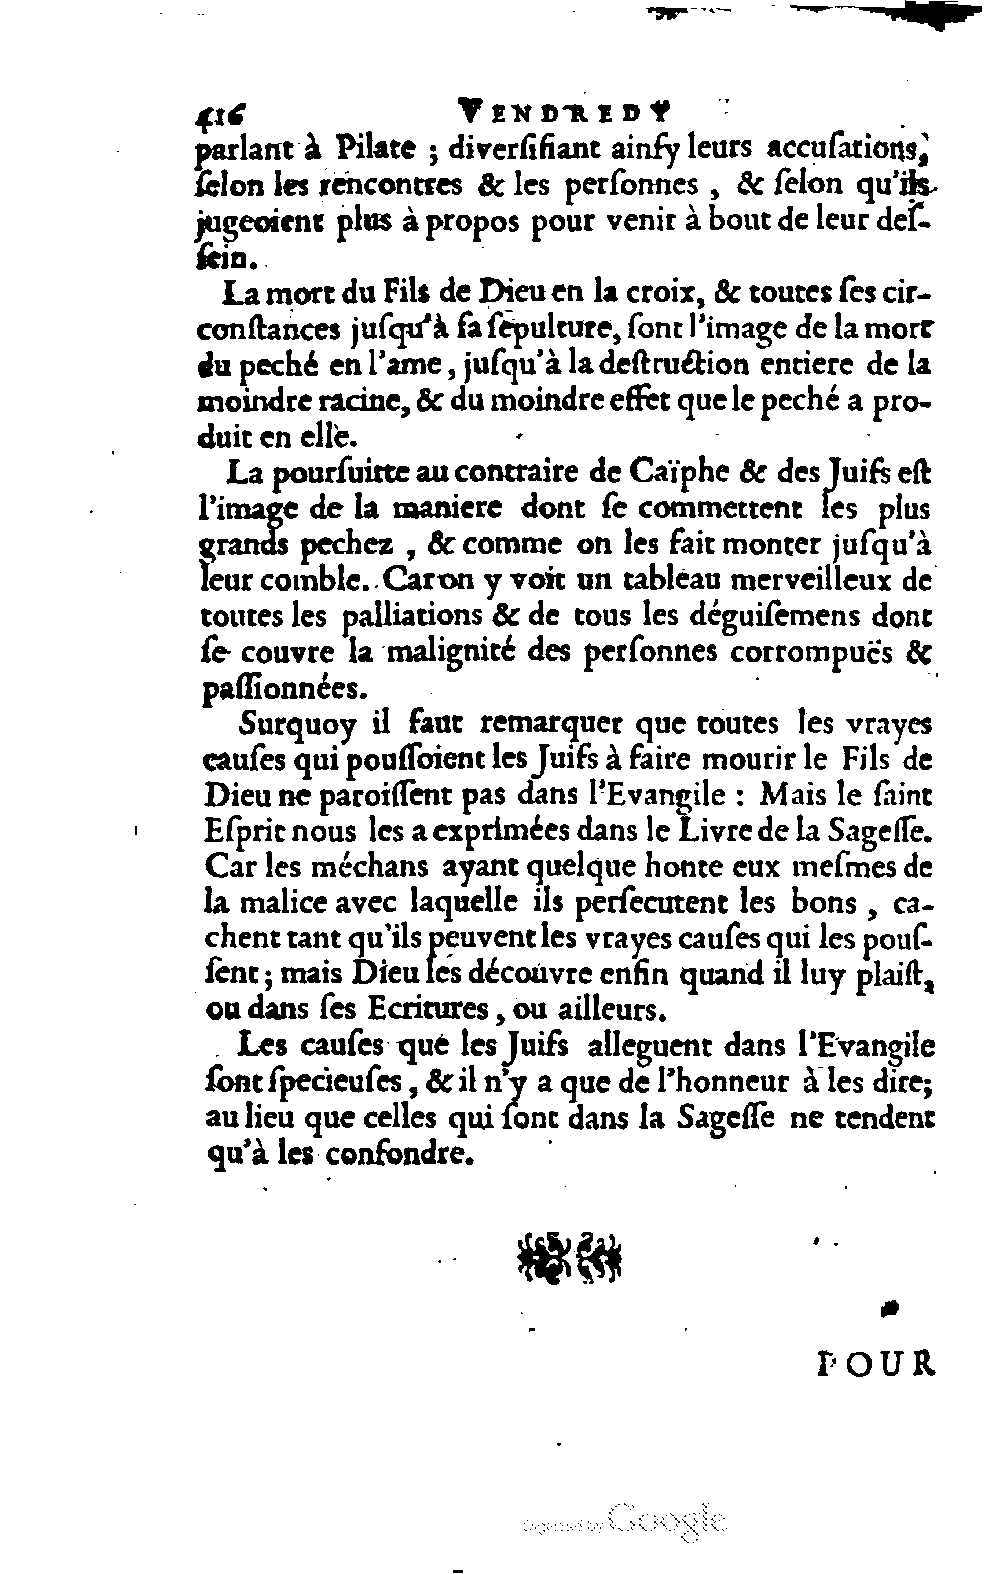 416 VENDREDY
parlant à Pilate ; diversifiant ainsy leurs accusations,
ſelon les rencontres & les perſonnes , & ſelon qu'ils
jugeoient plus à propos pour venir à bout de leur deſ-
ſein.
La mort du Fils de Dieu en la croix, & toutes ſes cir-
conſtances juſqu'à ſa ſepulture, ſont l'image de la mort
du peché en l'ame, juſqu'à la deſtruction entiere de la
moindre racine, & du moindre effet que le peché a pro-
duit en elle.
La pourſuitte au contraire de Caïphe & des Juifs eſt
l'image de la maniere dont ſe commettent les plus
grands pechez , & comme on les fait monter juſqu'à
leur comble. Car on y voit un tableau merveilleux de
toutes les palliations & de tous les déguiſemens dont
ſe couvre la malignité des perſonnes corrompuës &
paſſionnées.
Surquoy il faut remarquer que toutes les vrayes
cauſes qui pouſſoient les Juifs à faire mourir le Fils de
Dieu ne paroiſſent pas dans l'Evangile : Mais le ſaint
Eſprit nous les a exprimées dans le Livre de la Sageſſe.
Car les méchans ayant quelque honte eux meſmes de
la malice avec laquelle ils perſecutent les bons , ca-
chent tant qu'ils peuvent les vrayes cauſes qui les pouſ-
ſent ; mais Dieu les découvre enfin quand il luy plaiſt,
ou dans ſes Ecritures, ou ailleurs.
Les cauſes que les Juifs alleguent dans l'Evangile
ſont ſpecieuſes , & il n'y a que de l'honneur à les dire;
au lieu que celles qui ſont dans la Sageſſe ne tendent
qu'à les confondre.
POUR
Digitized by Google